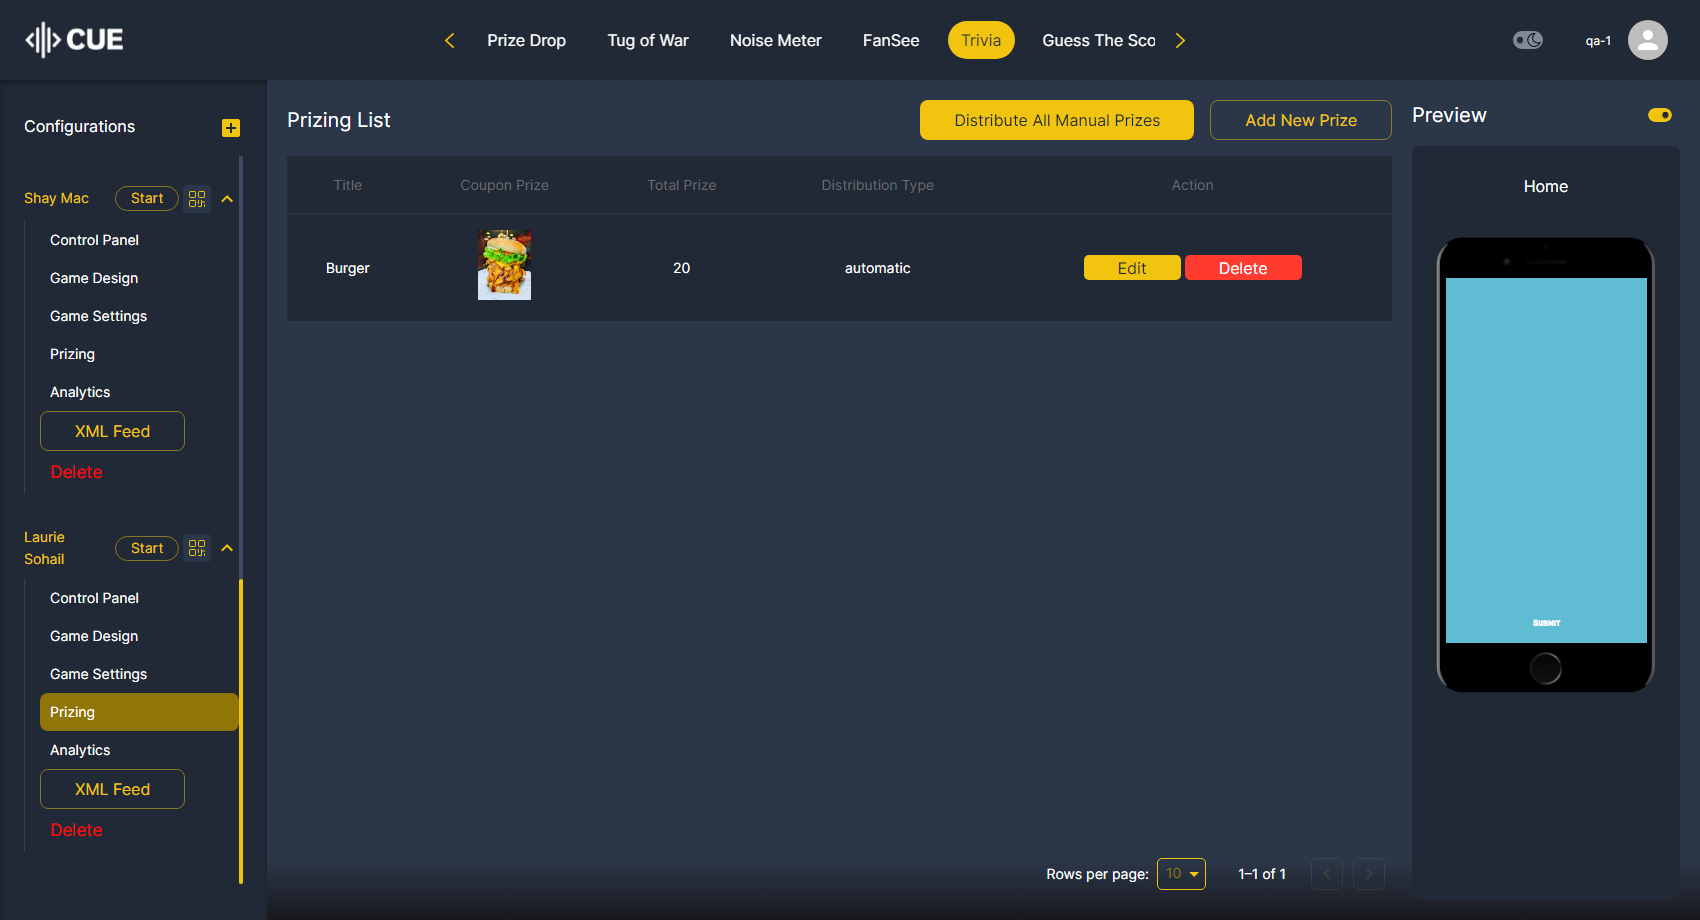 CUE
Prize Drop
Tug of War
Noise Meter
FanSee
Trivia
Guess The Sco
qa-1
Configurations
Shay Mac
Start
Control Panel
Game Design
Game Settings
Prizing
Analytics
XML Feed
Delete
Laurie
Sohail
Start
Control Panel
Game Design
Game Settings
Prizing
Analytics
XML Feed
Delete
Prizing List
Distribute All Manual Prizes
Add New Prize
Title
Coupon Prize
Total Prize
Distribution Type
Action
Burger
20
automatic
Edit
Delete
Rows per page:
10
1–1 of 1
Preview
Home
SUBMIT